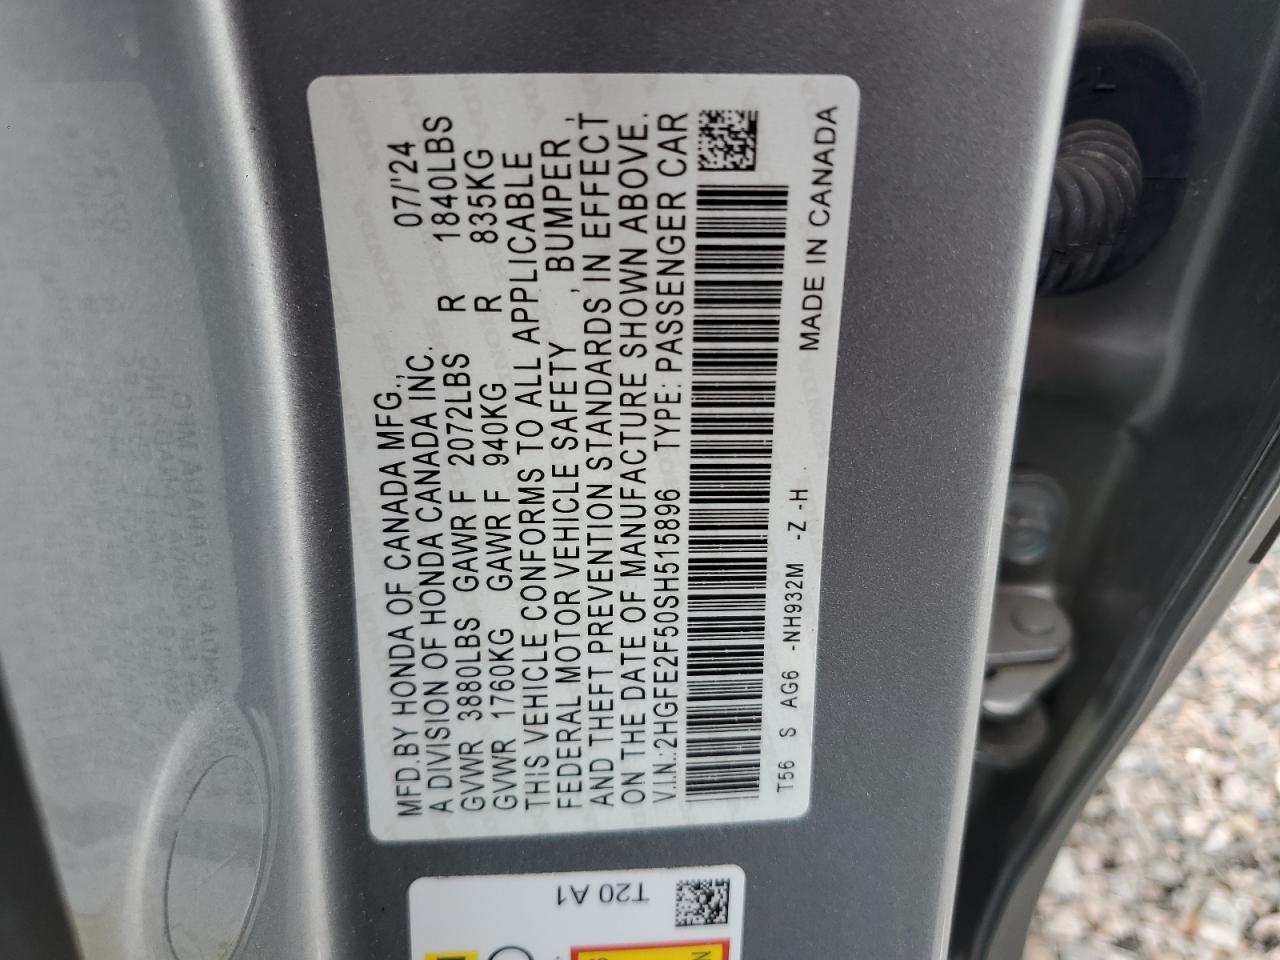 MFD.BY HONDA OF CANADA MFG., 07/'24
A DIVISION OF HONDA CANADA INC.
GVWR 3880LBS GAWR F 2072LBS R 1840LBS
GVWR 1760KG GAWR F 940KG R 835KG
THIS VEHICLE CONFORMS TO ALL APPLICABLE
FEDERAL MOTOR VEHICLE SAFETY , BUMPER ,
AND THEFT PREVENTION STANDARDS IN EFFECT
ON THE DATE OF MANUFACTURE SHOWN ABOVE.
V.I.N.:2HGFE2F50SH515896 TYPE: PASSENGER CAR
T56 S AG6 -NH932M -Z -H
MADE IN CANADA
T20 A1